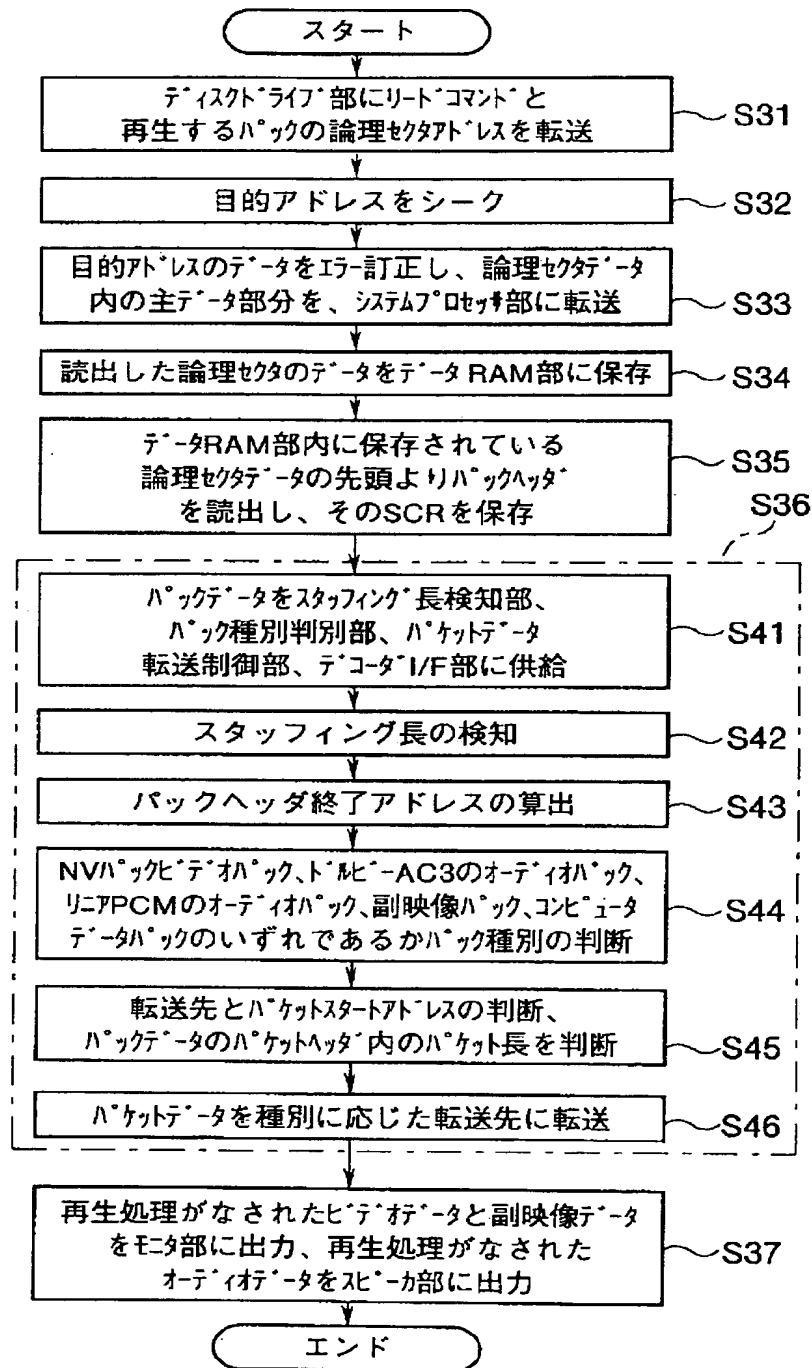 スタート
ディスクドライブ部にリードコマンドと
再生するパックの論理セクタアドレスを転送
S31
目的アドレスをシーク
S32
目的アドレスのデータをエラー訂正し、論理セクタデータ
内の主データ部分を、システムプロセッサ部に転送
S33
読出した論理セクタのデータをデータRAM部に保存
S34
データRAM部内に保存されている
論理セクタデータの先頭よりパックヘッダ
を読出し、そのSCRを保存
S35
S36
パックデータをスタッフィング長検知部、
パック種別判別部、パケットデータ
転送制御部、デコーダI/F部に供給
S41
スタッフィング長の検知
S42
パックヘッダ終了アドレスの算出
S43
NVパックビデオパック、ドルビーAC3のオーディオパック、
リニアPCMのオーディオパック、副映像パック、コンピュータ
データパックのいずれであるかパック種別の判断
S44
転送先とパケットスタートアドレスの判断、
パックデータのパケットヘッダ内のパケット長を判断
S45
パケットデータを種別に応じた転送先に転送
S46
再生処理がなされたビデオデータと副映像データ
をモニタ部に出力、再生処理がなされた
オーディオデータをスピーカ部に出力
S37
エンド